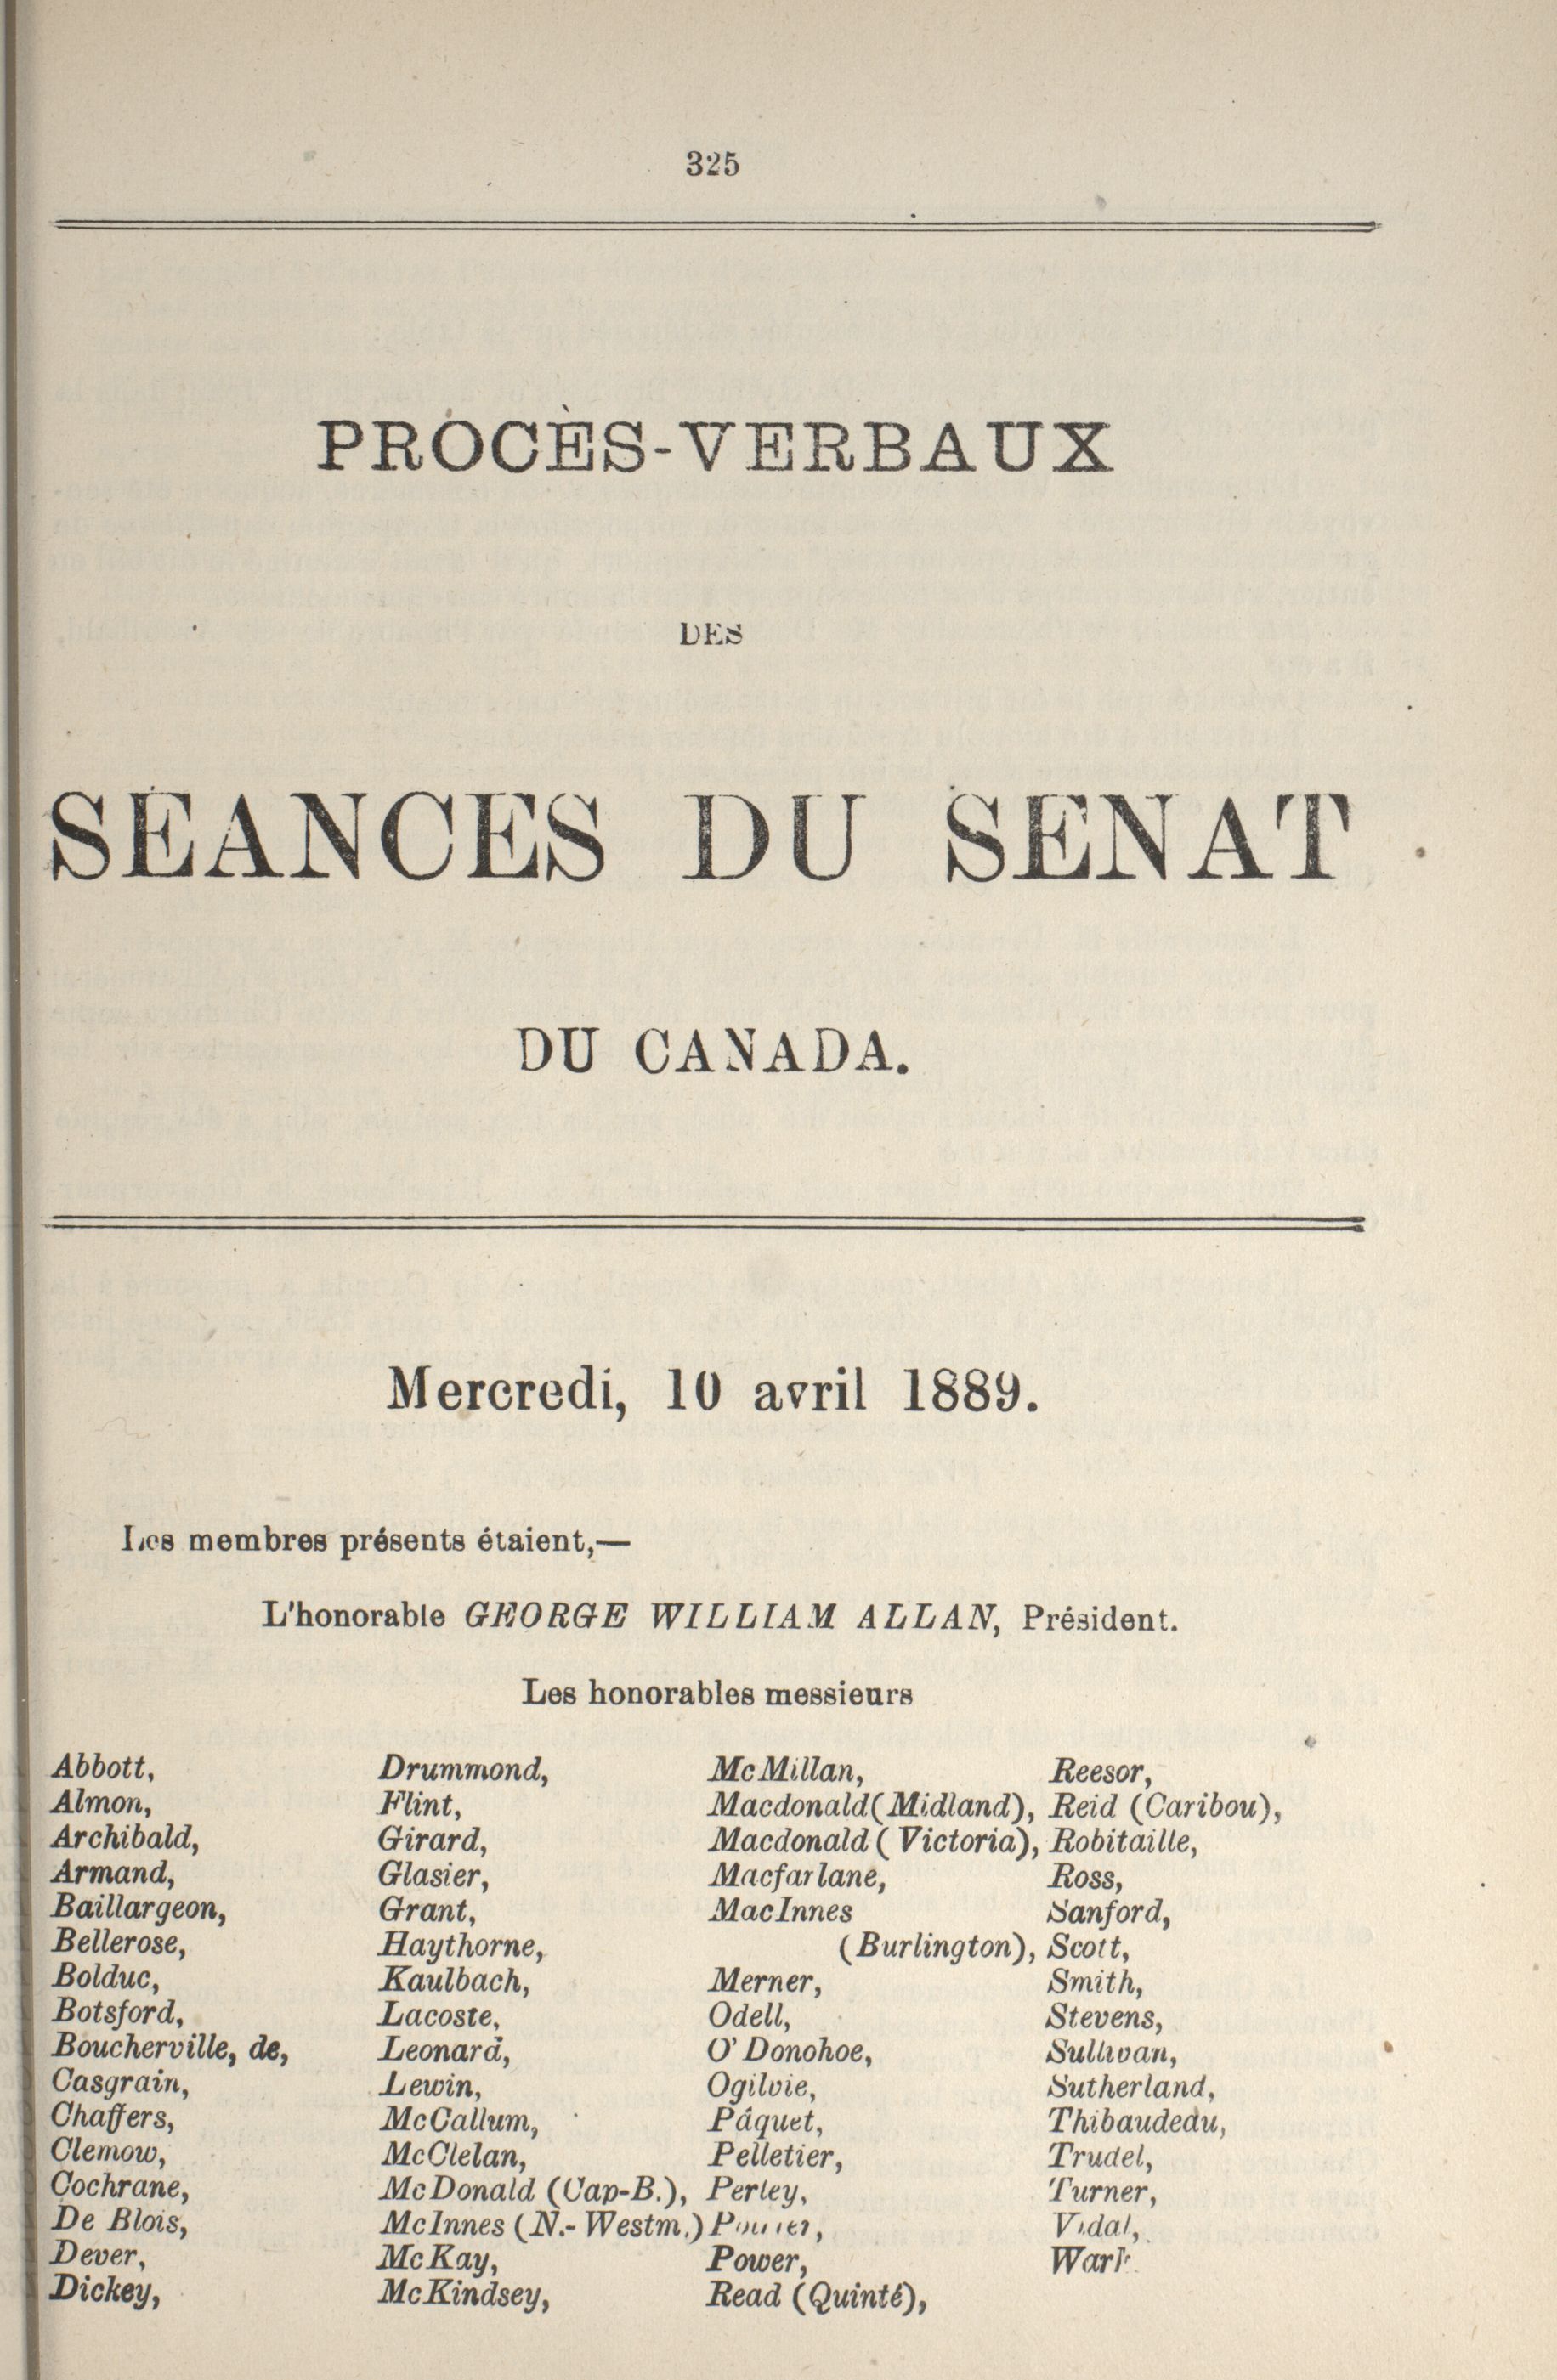 325
PROCÈS-VERBAUX
DES
SÉANCES DU SENAT
DU CANADA.
Mercredi, 10 avril 1889.
Les membres présents étaient,—
L'honorable GEORGE WILLIAM ALLAN, Président.
Les honorables messieurs
Abbott,
Almon,
Archibald,
Armand,
Baillargeon,
Bellerose,
Bolduc,
Botsford,
Boucherville, de,
Casgrain,
Chaffers,
Clemow,
Cochrane,
De Blois,
Dever,
Dickey,
Drummond,
Flint,
Girard,
Glasier,
Grant,
Haythorne,
Kaulbach,
Lacoste,
Leonard,
Lewin,
McCallum,
McClelan,
McDonald (Cap-B.),
McInnes (N.-Westm.)
McKay,
McKindsey,
McMillan,
Macdonald (Midland),
Macdonald (Victoria),
Macfarlane,
MacInnes
(Burlington),
Merner,
Odell,
O'Donohoe,
Ogilvie,
Pâquet,
Pelletier,
Perley,
Poirier,
Power,
Read (Quinté),
Reesor,
Reid (Caribou),
Robitaille,
Ross,
Sanford,
Scott,
Smith,
Stevens,
Sullivan,
Sutherland,
Thibaudeau,
Trudel,
Turner,
Vidal,
Wark